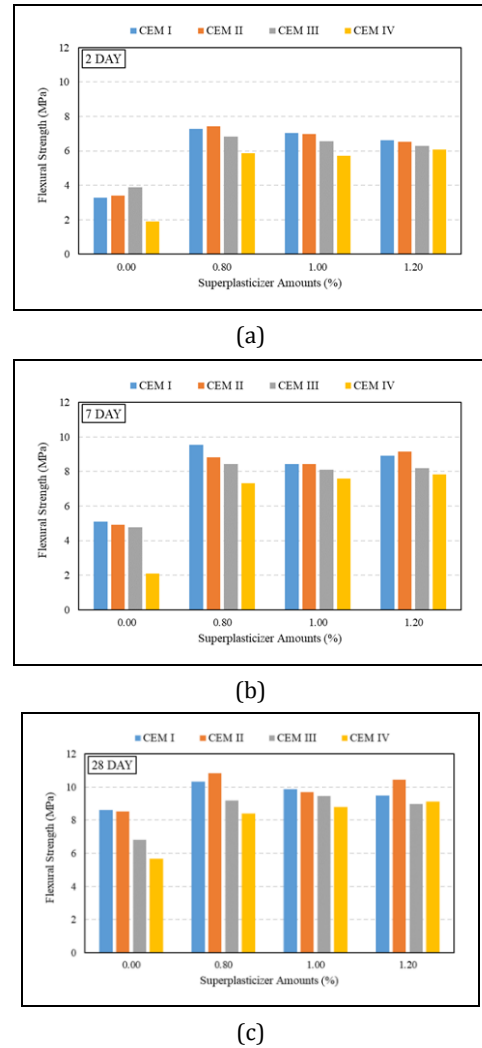 CEM I CEM II CEM III CEM IV
2 DAY
Flexural Strength (MPa)
12
10
8
6
4
2
0
0.00 0.80 1.00 1.20
Superplasticizer Amounts (%)
(a)
CEM I CEM II CEM III CEM IV
7 DAY
Flexural Strength (MPa)
12
10
8
6
4
2
0
0.00 0.80 1.00 1.20
Superplasticizer Amounts (%)
(b)
CEM I CEM II CEM III CEM IV
28 DAY
Flexural Strength (MPa)
12
10
8
6
4
2
0
0.00 0.80 1.00 1.20
Superplasticizer Amounts (%)
(c)